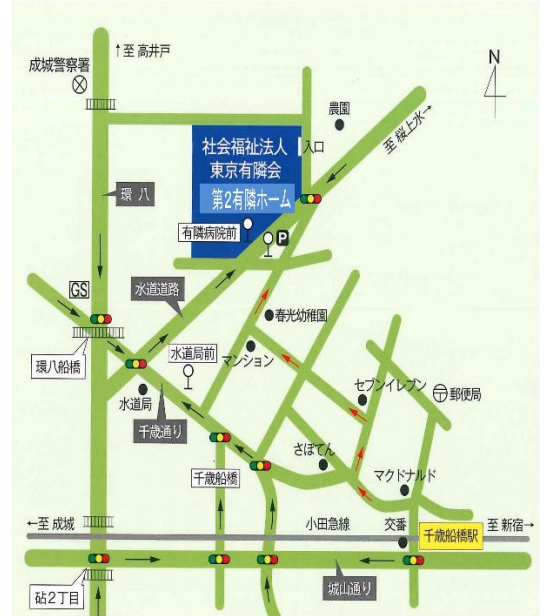 ↑至 高井戸
N
成城警察署
農園
至 桜上水→
社会福祉法人
東京有隣会
第2有隣ホーム
入口
環八
有隣病院前
P
GS
水道道路
春光幼稚園
環八船橋
水道局前
マンション
セブンイレブン
郵便局
水道局
千歳通り
さぼてん
千歳船橋
マクドナルド
←至 成城
小田急線
交番
千歳船橋駅
至 新宿→
砧2丁目
城山通り